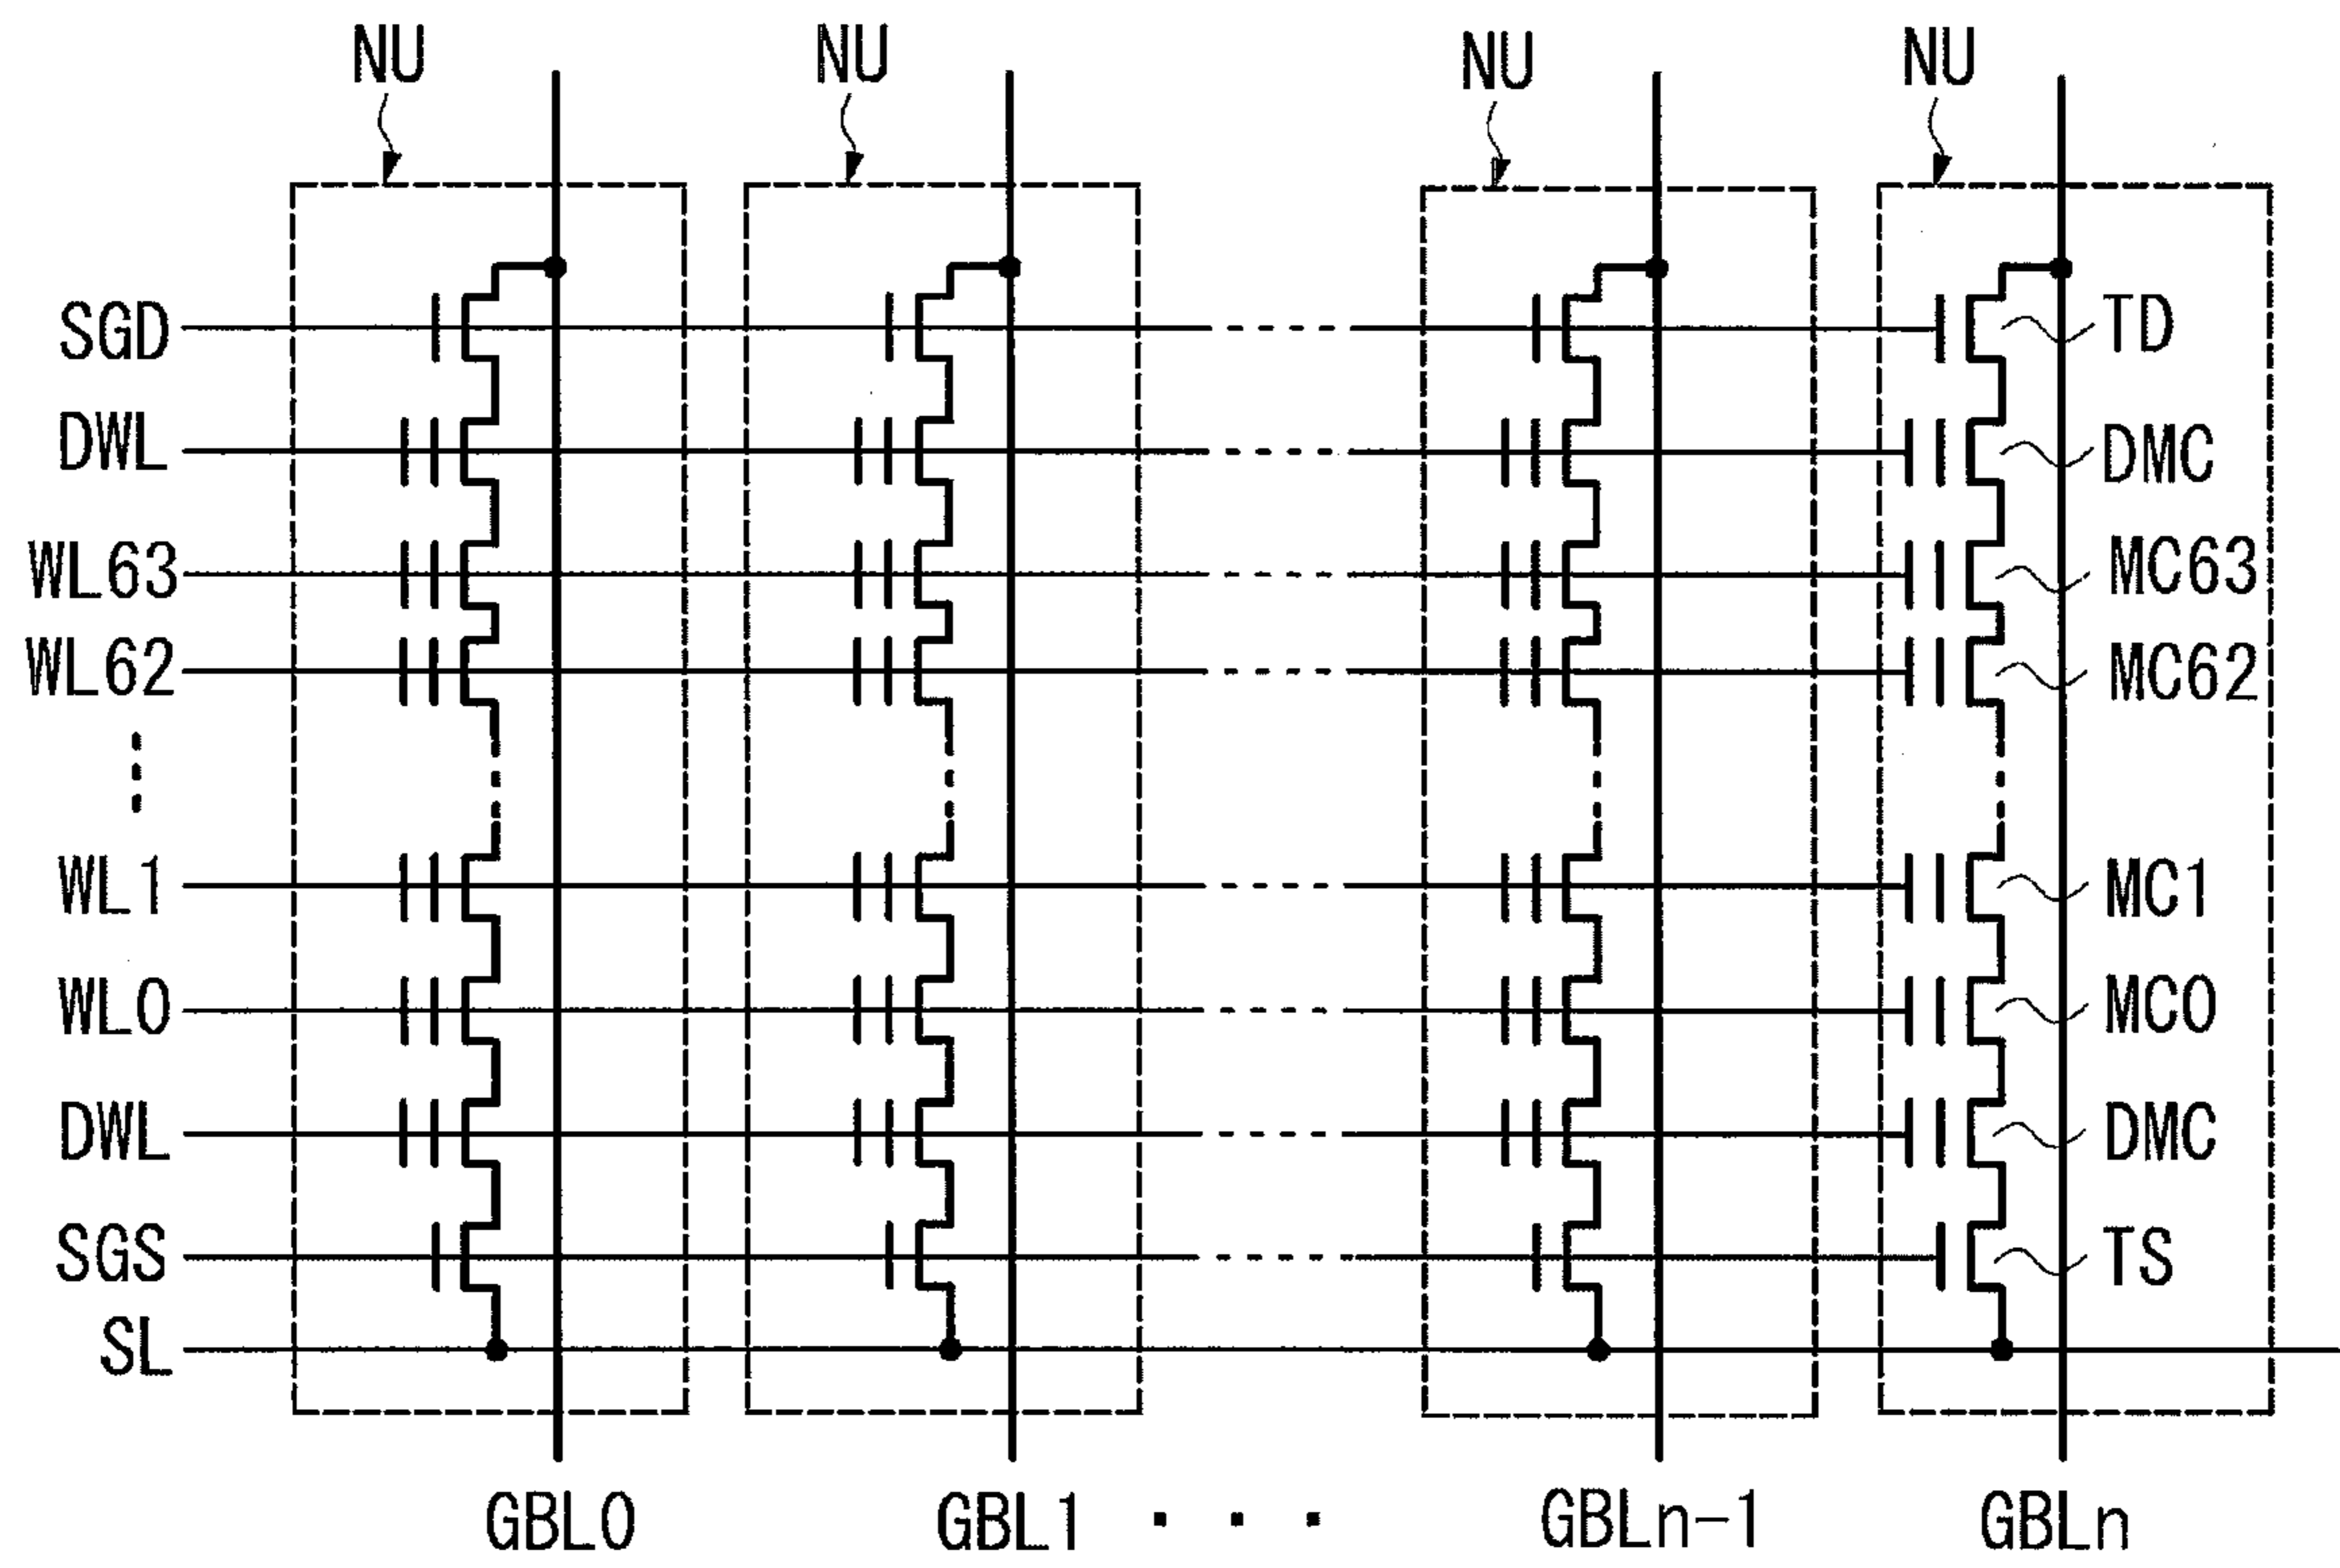 NU NU NU NU
SGD TD
DWL DMC
WL63 MC63
WL62 MC62
WL1 MC1
WL0 MC0
DWL DMC
SGS TS
SL
GBL0 GBL1 ... GBLn-1 GBLn